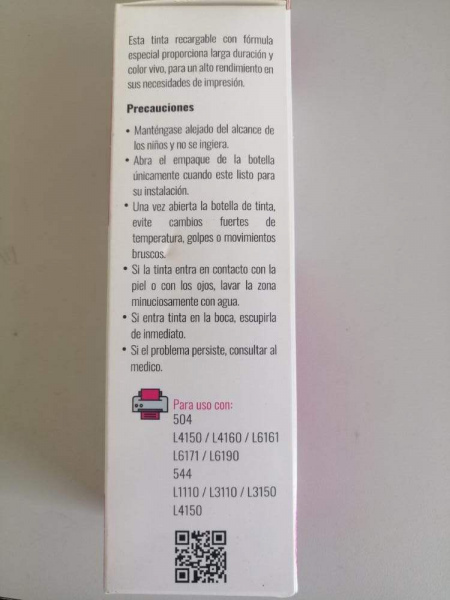 Esta tinta recargable con fórmula
especial proporciona larga duración y
color vivo, para un alto rendimiento en
sus necesidades de impresión.
Precauciones
• Manténgase alejado del alcance de
los niños y no se ingiera.
• Abra el empaque de la botella
únicamente cuando este listo para
su instalación.
• Una vez abierta la botella de tinta,
evite cambios fuertes de
temperatura, golpes o movimientos
bruscos.
• Si la tinta entra en contacto con la
piel o con los ojos, lavar la zona
minuciosamente con agua.
• Si entra tinta en la boca, escupirla
de inmediato.
• Si el problema persiste, consultar al
medico.
Para uso con:
504
L4150 / L4160 / L6161
L6171 / L6190
544
L1110 / L3110 / L3150
L4150